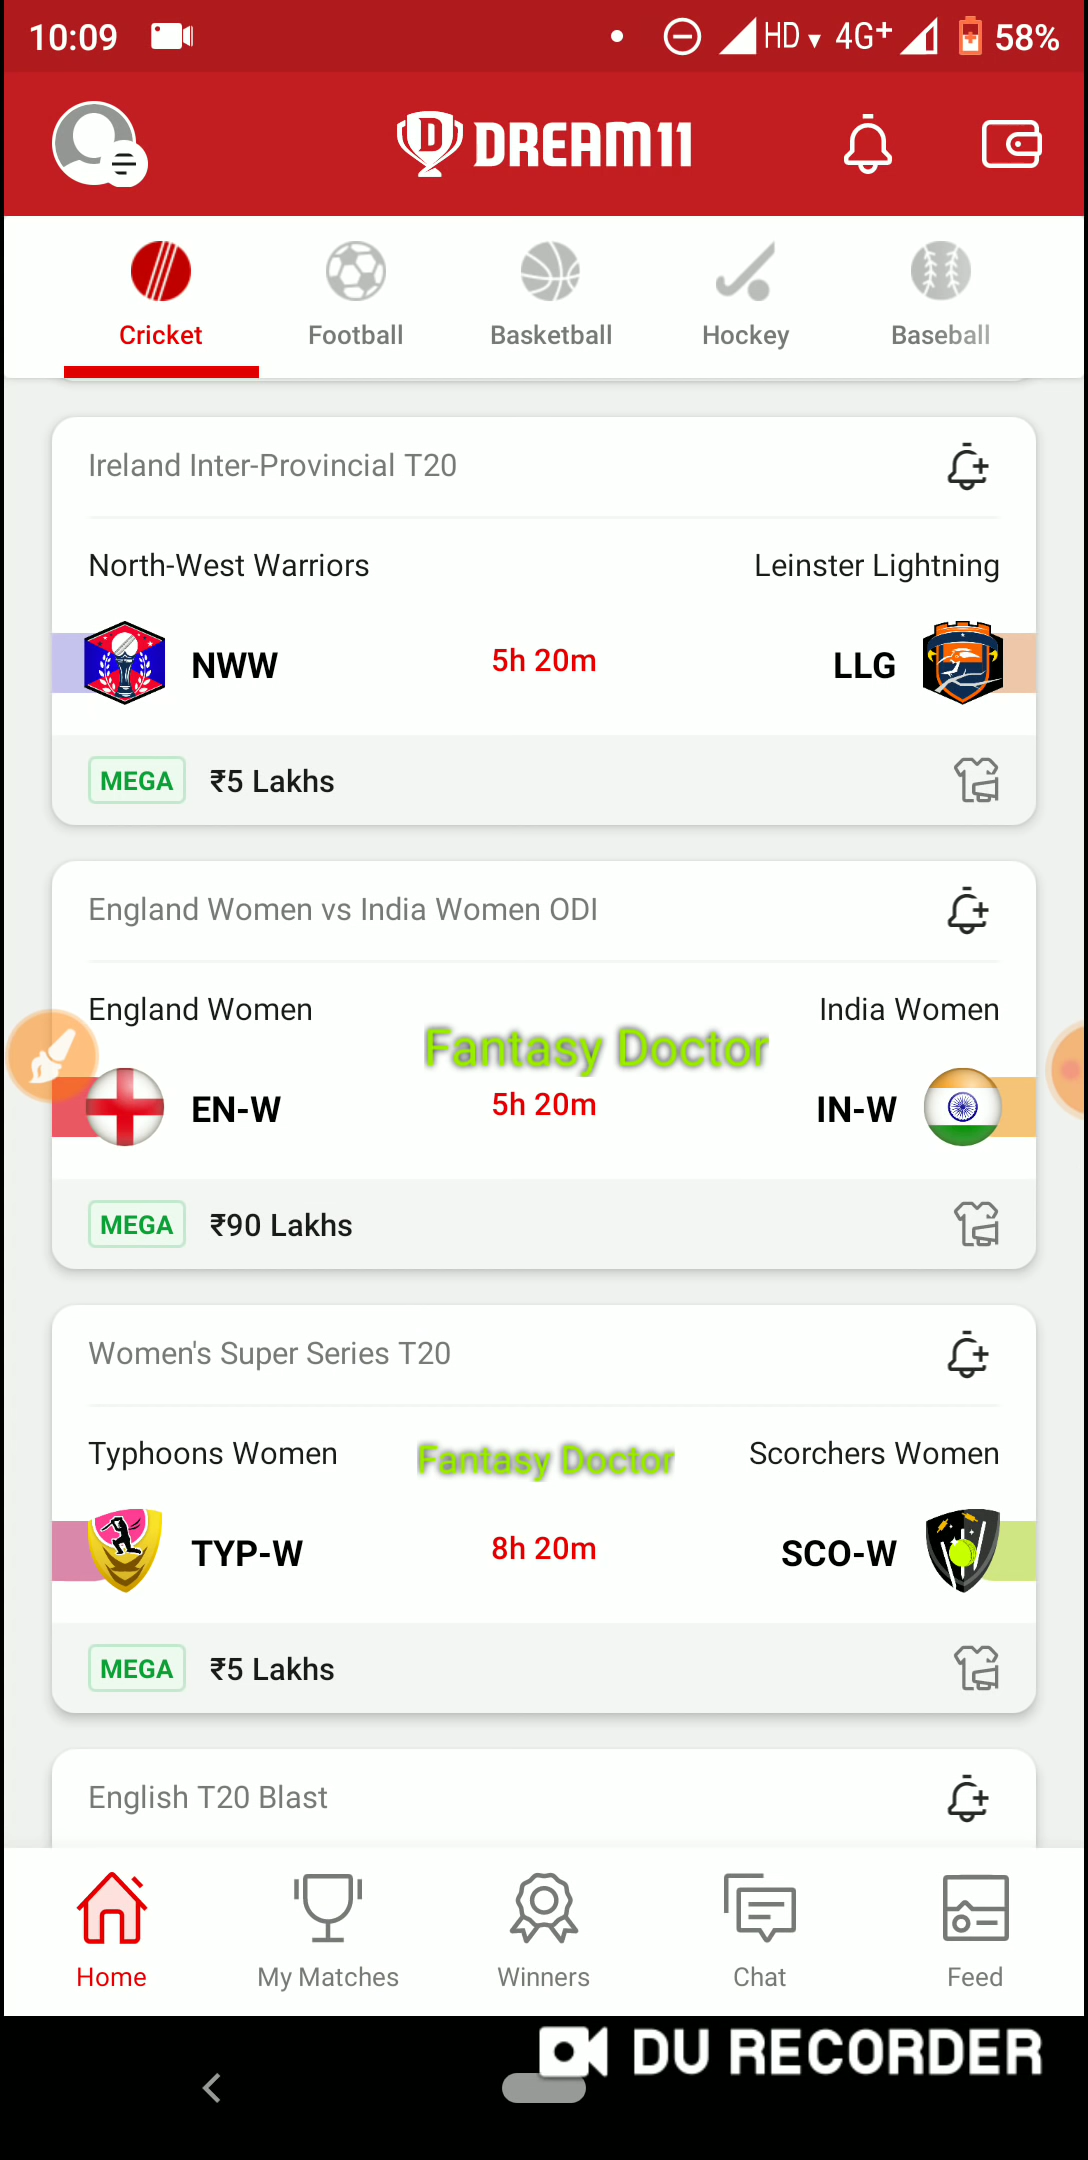 10:09 HD 4G+ 58%
DREAM11
Cricket Football Basketball Hockey Baseball
Ireland Inter-Provincial T20
North-West Warriors Leinster Lightning
NWW 5h 20m LLG
MEGA ₹5 Lakhs
England Women vs India Women ODI
England Women India Women
Fantasy Doctor
EN-W 5h 20m IN-W
MEGA ₹90 Lakhs
Women's Super Series T20
Typhoons Women Fantasy Doctor Scorchers Women
TYP-W 8h 20m SCO-W
MEGA ₹5 Lakhs
English T20 Blast
Home My Matches Winners Chat Feed
DU RECORDER